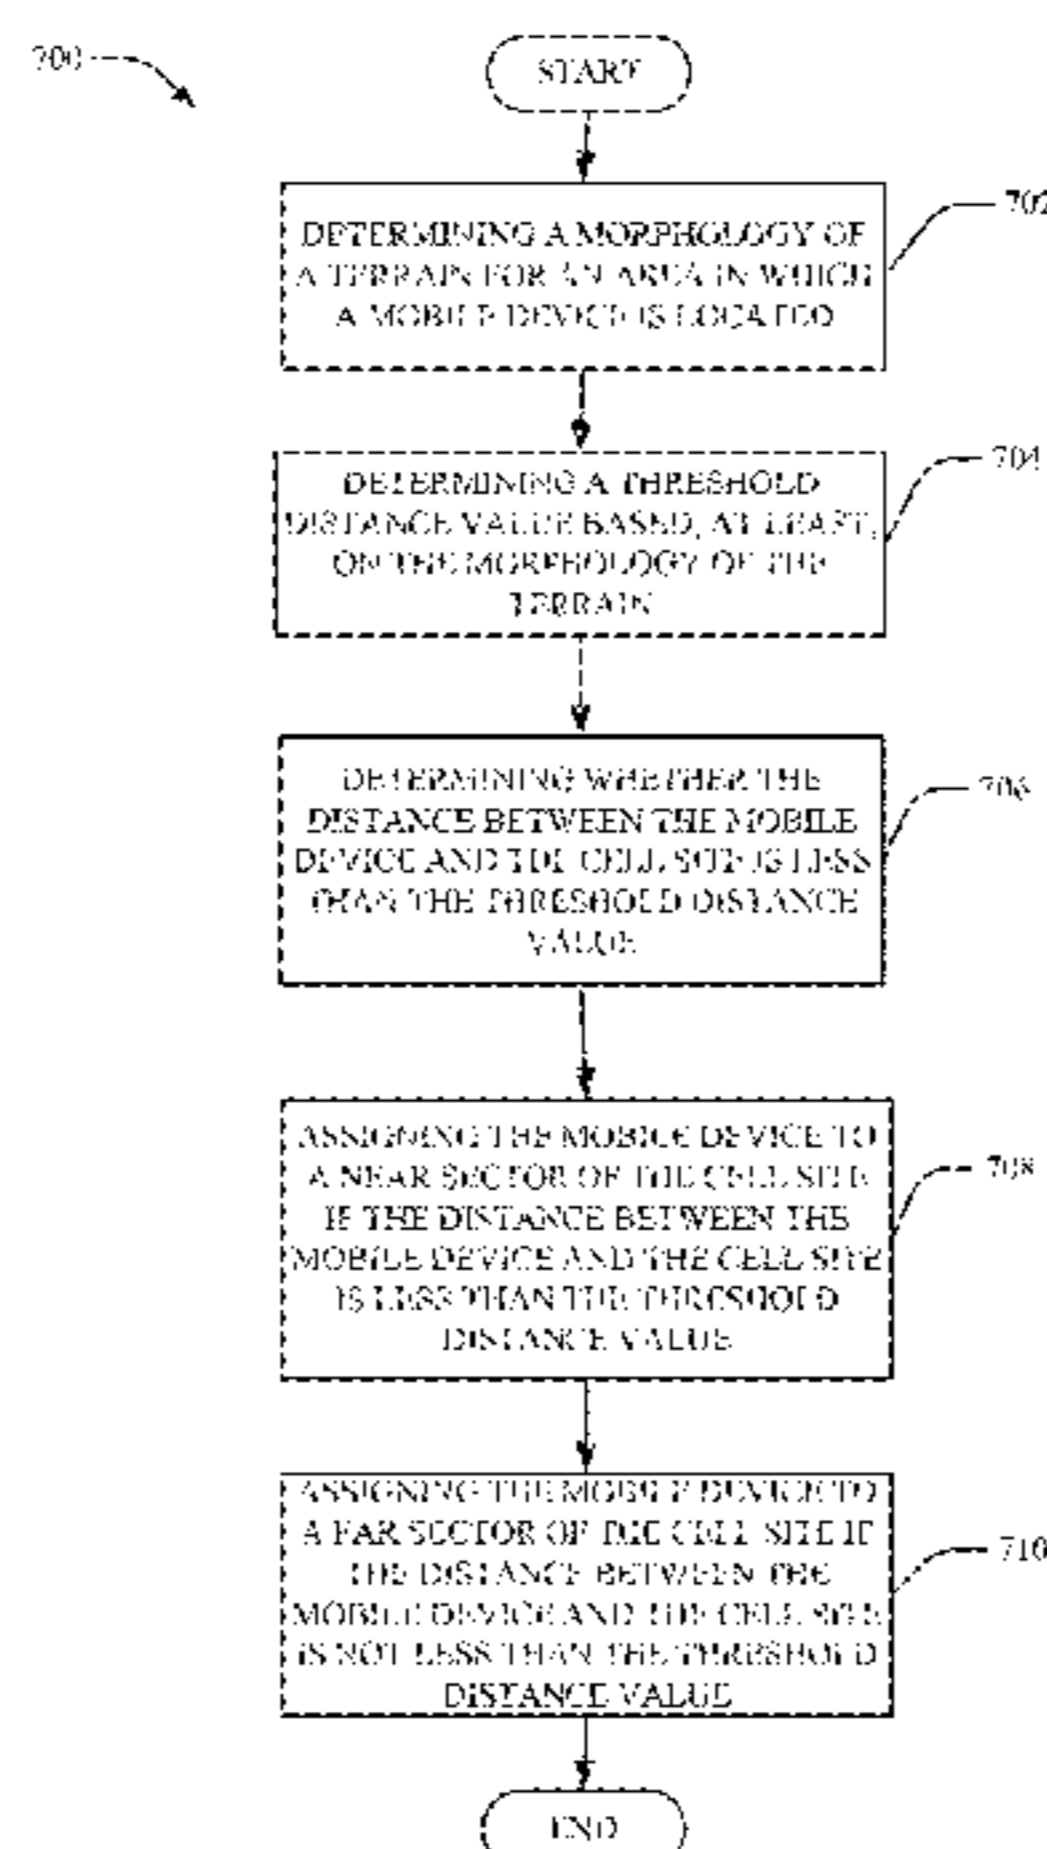 700
START
DETERMINING A MORPHOLOGY OF
A TERRAIN FOR AN AREA IN WHICH
A MOBILE DEVICE IS LOCATED
702
DETERMINING A THRESHOLD
DISTANCE VALUE BASED, AT LEAST,
ON THE MORPHOLOGY OF THE
TERRAIN
704
DETERMINING WHETHER THE
DISTANCE BETWEEN THE MOBILE
DEVICE AND THE CELL SITE IS LESS
THAN THE THRESHOLD DISTANCE
VALUE
706
ASSIGNING THE MOBILE DEVICE TO
A NEAR SECTOR OF THE CELL SITE
IF THE DISTANCE BETWEEN THE
MOBILE DEVICE AND THE CELL SITE
IS LESS THAN THE THRESHOLD
DISTANCE VALUE
708
ASSIGNING THE MOBILE DEVICE TO
A FAR SECTOR OF THE CELL SITE IF
THE DISTANCE BETWEEN THE
MOBILE DEVICE AND THE CELL SITE
IS NOT LESS THAN THE THRESHOLD
DISTANCE VALUE
710
END